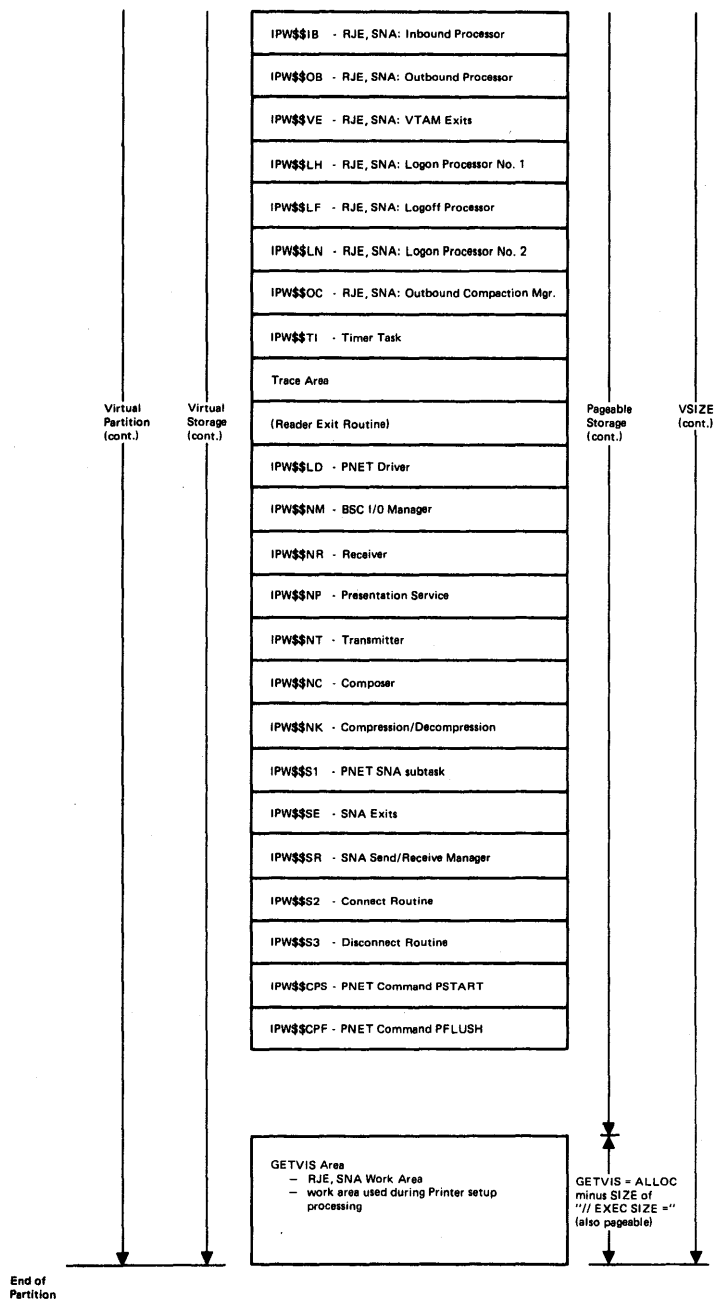 IPW$$IB - RJE, SNA: Inbound Processor
IPW$$OB - RJE, SNA: Outbound Processor
IPW$$VE - RJE, SNA: VTAM Exits
IPW$$LH - RJE, SNA: Logon Processor No. 1
IPW$$LF - RJE, SNA: Logoff Processor
IPW$$LN - RJE, SNA: Logon Processor No. 2
IPW$$OC - RJE, SNA: Outbound Compaction Mgr.
IPW$$TI - Timer Task
Trace Area
Virtual
Partition
(cont.)
Virtual
Storage
(cont.)
(Reader Exit Routine)
Pageable
Storage
(cont.)
VSIZE
(cont.)
IPW$$LD - PNET Driver
IPW$$NM - BSC I/O Manager
IPW$$NR - Receiver
IPW$$NP - Presentation Service
IPW$$NT - Transmitter
IPW$$NC - Composer
IPW$$NK - Compression/Decompression
IPW$$S1 - PNET SNA subtask
IPW$$SE - SNA Exits
IPW$$SR - SNA Send/Receive Manager
IPW$$S2 - Connect Routine
IPW$$S3 - Disconnect Routine
IPW$$CPS - PNET Command PSTART
IPW$$CPF - PNET Command PFLUSH
GETVIS Area
— RJE, SNA Work Area
— work area used during Printer setup
processing
GETVIS = ALLOC
minus SIZE of
"// EXEC SIZE ="
(also pageable)
End of
Partition